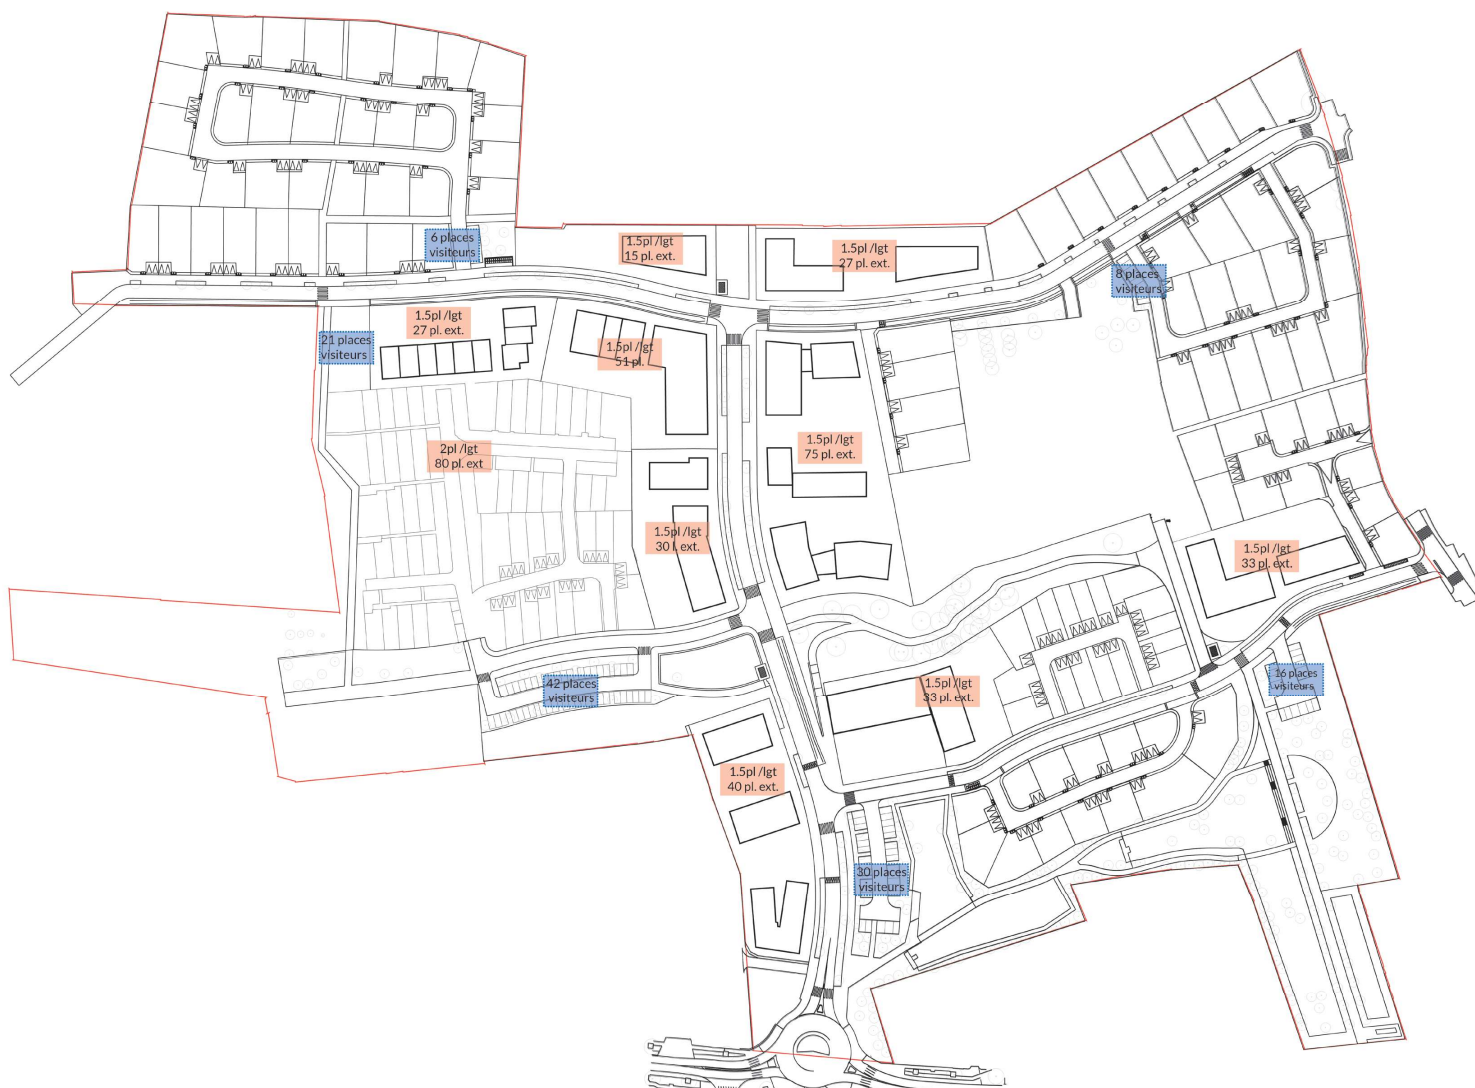 6 places
visiteurs
1.5pl /lgt
15 pl. ext.
1.5pl /lgt
27 pl. ext.
8 places
visiteurs
1.5pl /lgt
27 pl. ext.
21 places
visiteurs
1.5pl /lgt
51 pl.
1.5pl /lgt
75 pl. ext.
2pl /lgt
80 pl. ext
1.5pl /lgt
30 l. ext.
1.5pl /lgt
33 pl. ext.
42 places
visiteurs
1.5pl /lgt
33 pl. ext.
16 places
visiteurs
1.5pl /lgt
40 pl. ext.
30 places
visiteurs